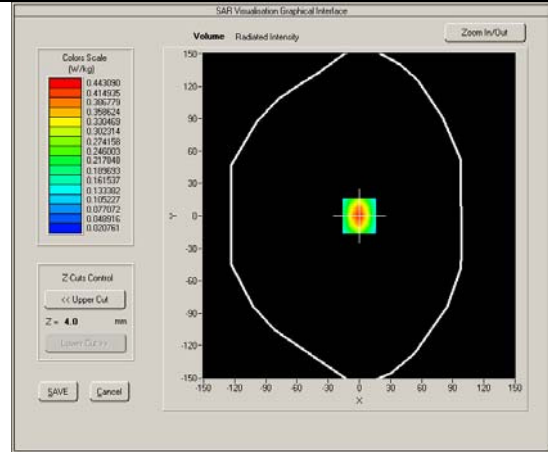 SAR Visualisation Graphical Interface
Volume Radiated Intensity
Zoom In/Out
Colors Scale
(W/kg)
0.443090
0.414935
0.386779
0.358624
0.330469
0.302314
0.274158
0.246003
0.217848
0.189693
0.161537
0.133382
0.105227
0.077072
0.048916
0.020761
Z-Cuts Control
<< Upper Cut
Z = 4.0 mm
Lower Cut >>
SAVE Cancel
150
120
90
60
30
0
-30
-60
-90
-120
-150
Y
-150 -120 -90 -60 -30 0 30 60 90 120 150
X